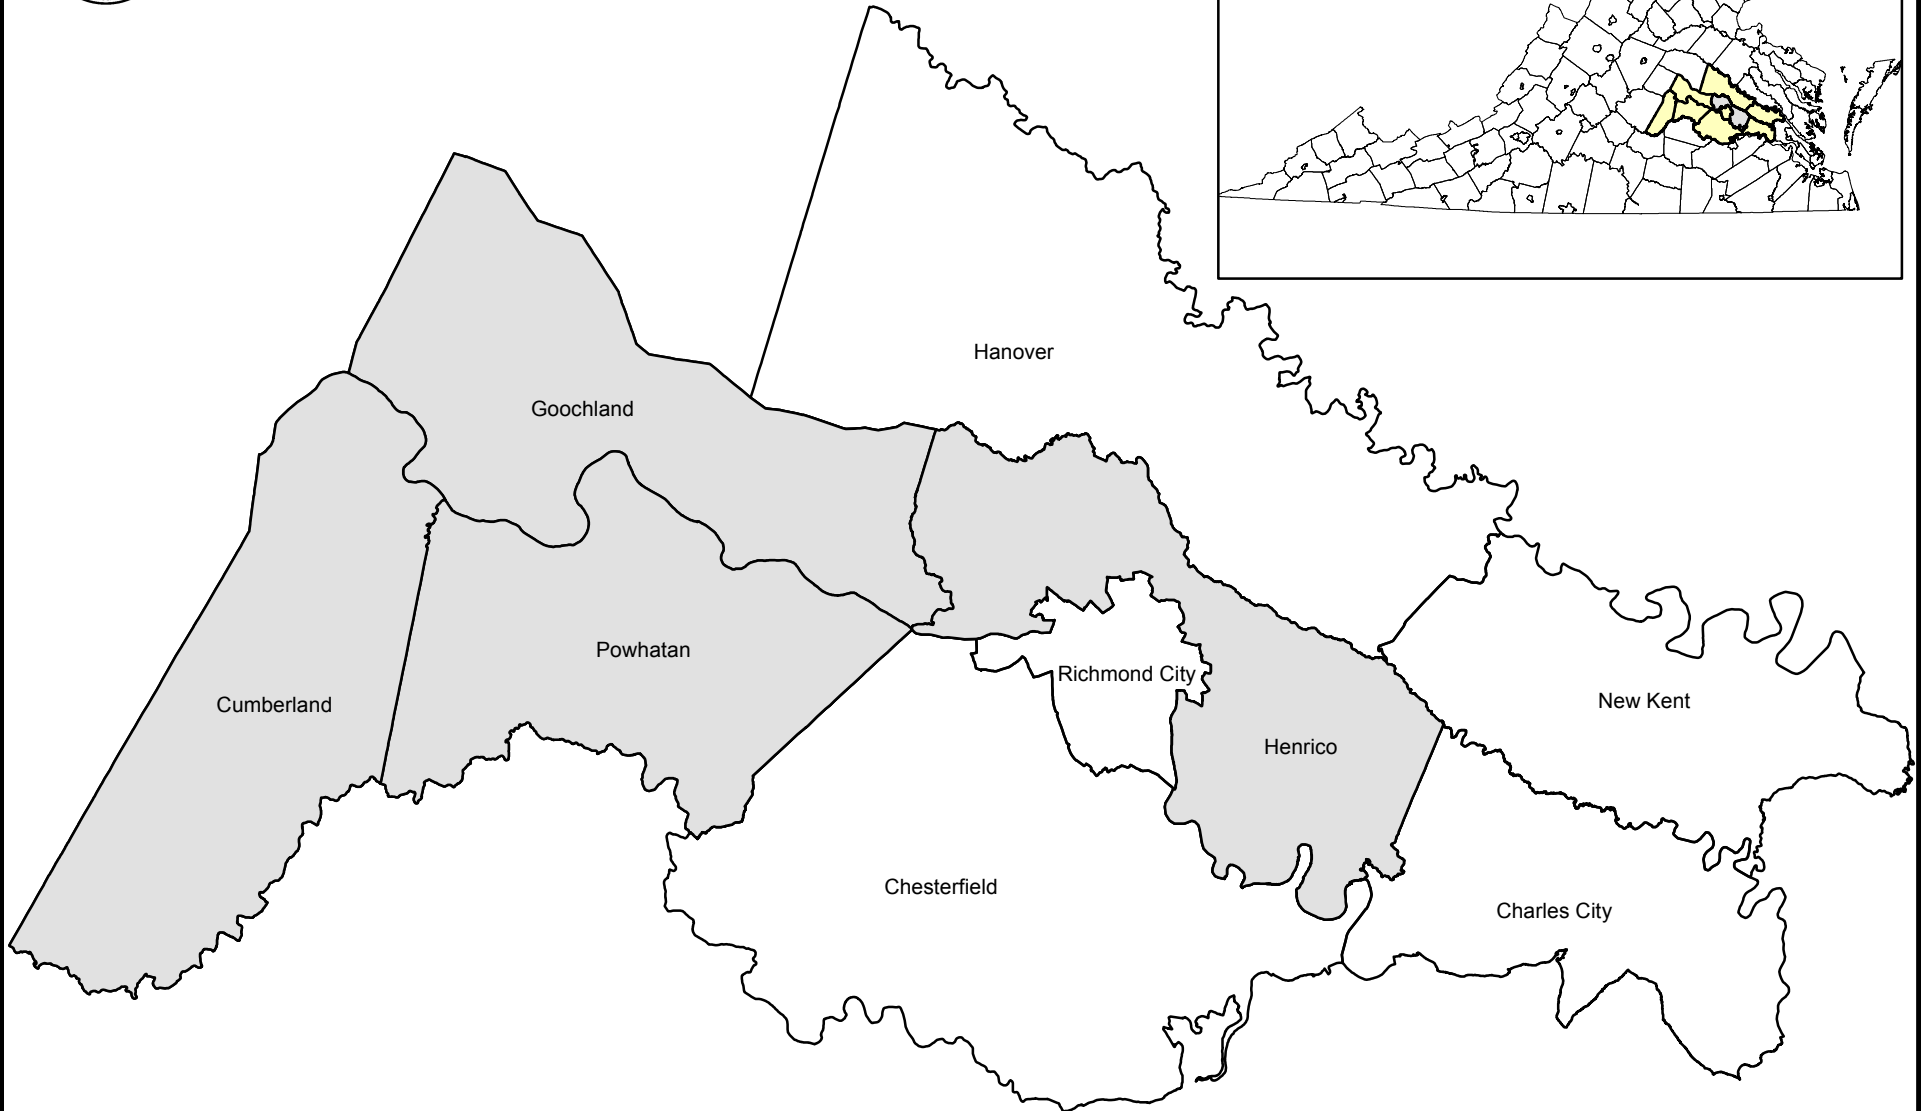 Hanover
Goochland
Powhatan
Richmond City
Cumberland
New Kent
Henrico
Chesterfield
Charles City